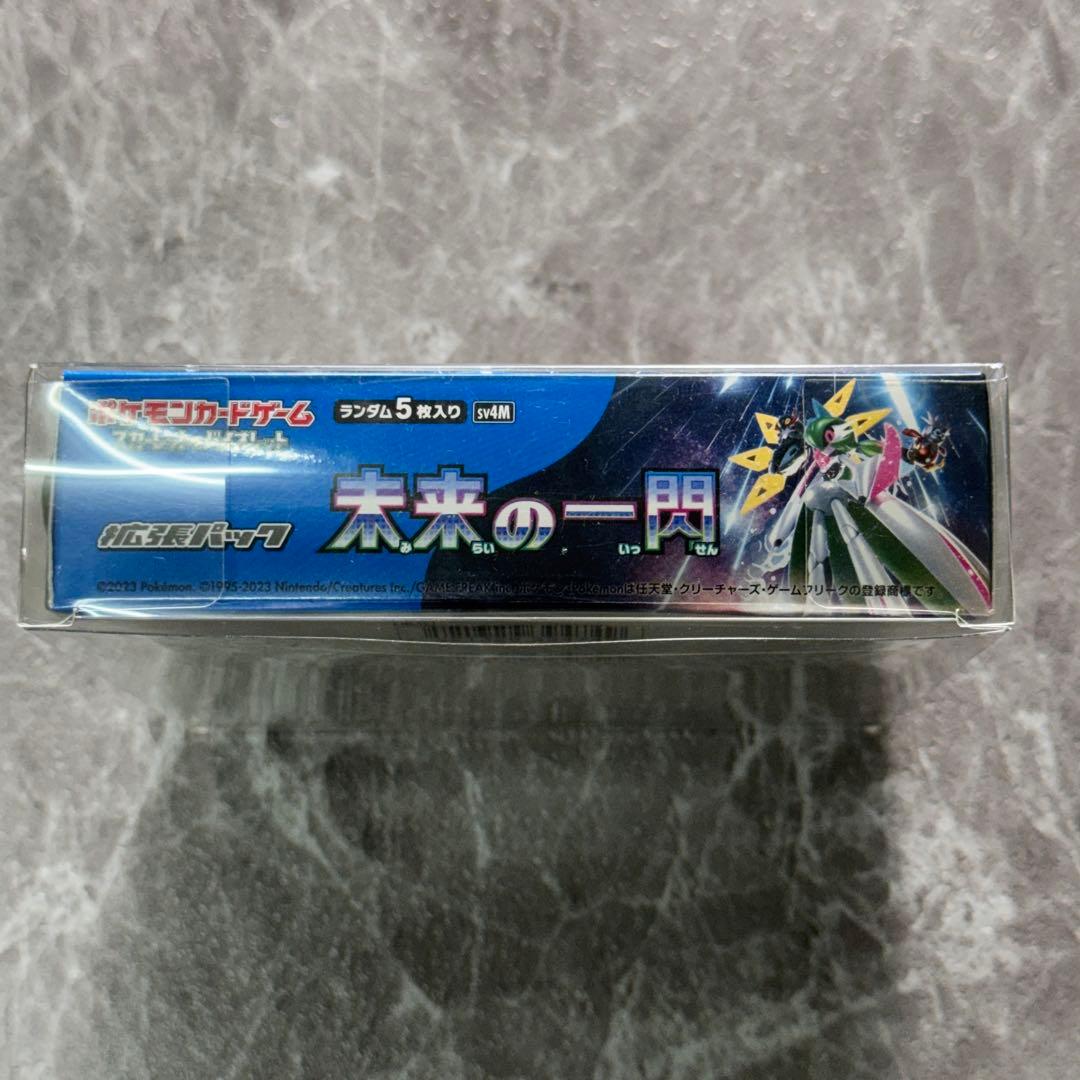 ポケモンカードゲーム
スカーレット&バイオレット
ランダム5枚入り SV4M
拡張パック
未来の一閃
み らい いっ せん
©2023 Pokémon. ©1995-2023 Nintendo/Creatures Inc./GAME FREAK inc. ポケモン・Pokémonは任天堂・クリーチャーズ・ゲームフリークの登録商標です。